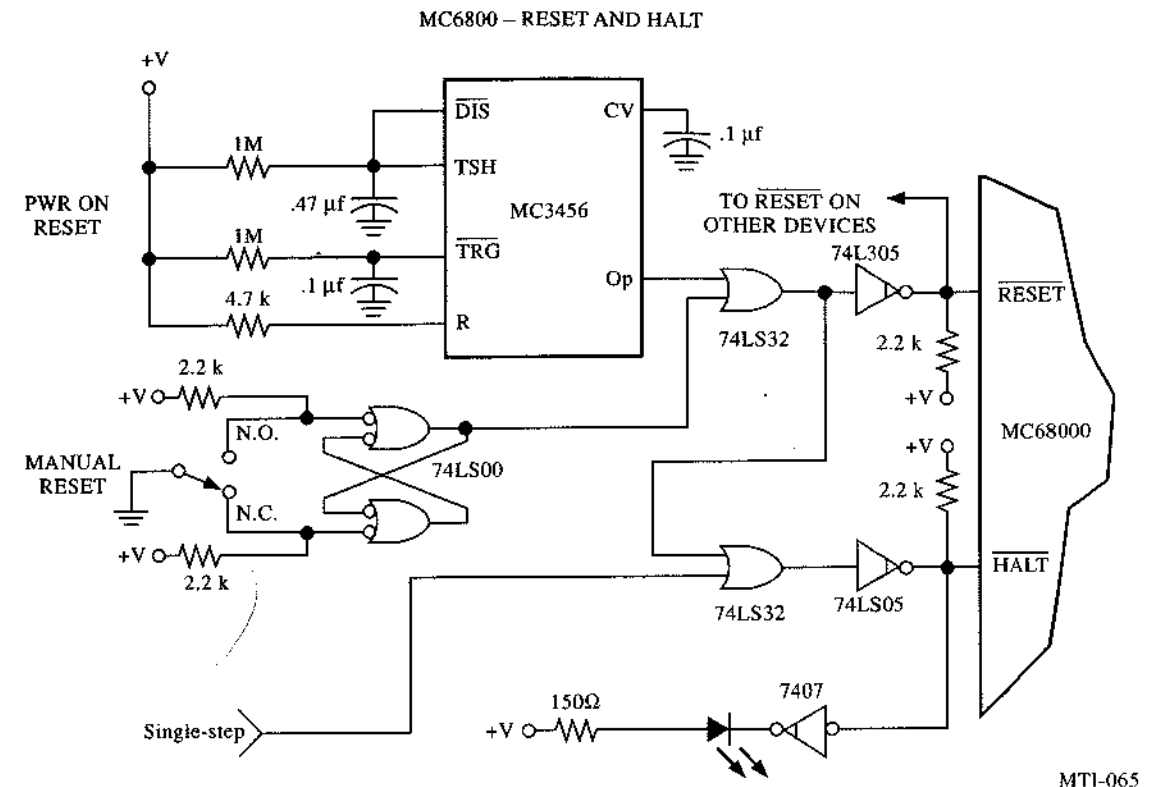 MC6800 – RESET AND HALT
+V
DIS
CV
.1 µf
1M
TSH
PWR ON
RESET
.47 µf
MC3456
TO RESET ON
OTHER DEVICES
1M
TRG
74L305
.1 µf
Op
RESET
4.7 k
R
74LS32
2.2 k
2.2 k
+V
+V
N.O.
+V
MC68000
MANUAL
RESET
74LS00
2.2 k
N.C.
+V
2.2 k
HALT
74LS32
74LS05
150Ω
7407
Single-step
+V
MTI-065